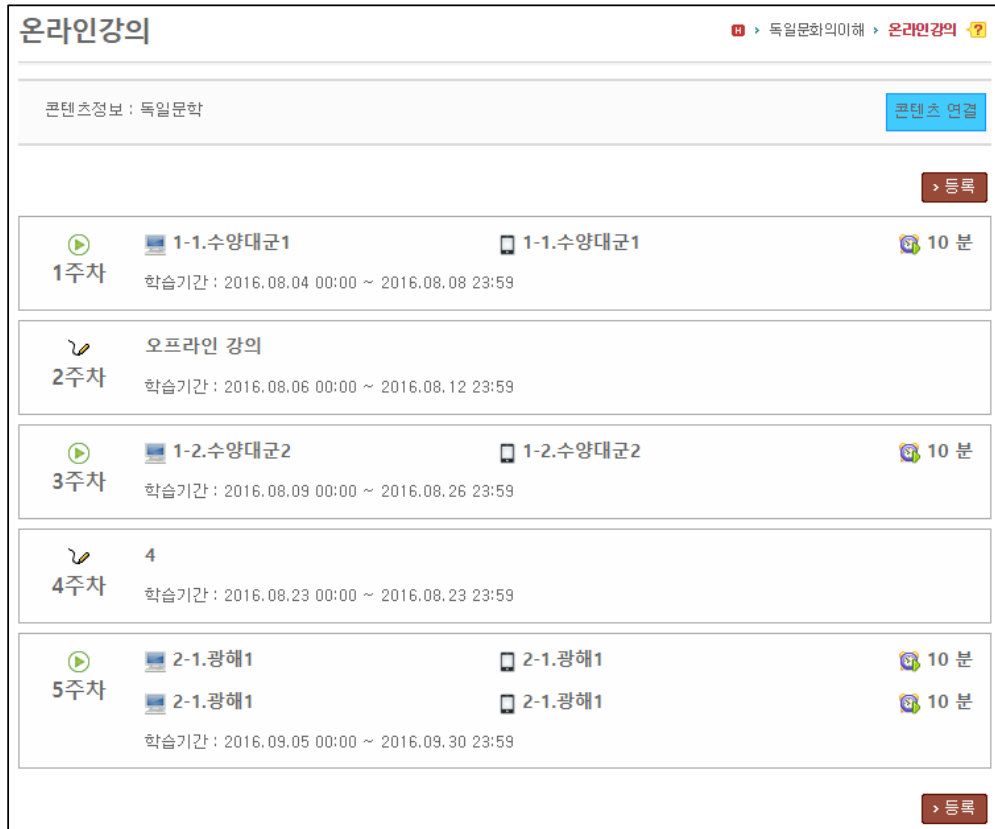 온라인강의
H › 독일문화의이해 › 온라인강의 ?
콘텐츠정보 : 독일문학
콘텐츠 연결
› 등록
1주차
1-1.수양대군1 1-1.수양대군1 10 분
학습기간 : 2016.08.04 00:00 ~ 2016.08.08 23:59
2주차
오프라인 강의
학습기간 : 2016.08.06 00:00 ~ 2016.08.12 23:59
3주차
1-2.수양대군2 1-2.수양대군2 10 분
학습기간 : 2016.08.09 00:00 ~ 2016.08.26 23:59
4주차
4
학습기간 : 2016.08.23 00:00 ~ 2016.08.23 23:59
5주차
2-1.광해1 2-1.광해1 10 분
2-1.광해1 2-1.광해1 10 분
학습기간 : 2016.09.05 00:00 ~ 2016.09.30 23:59
› 등록